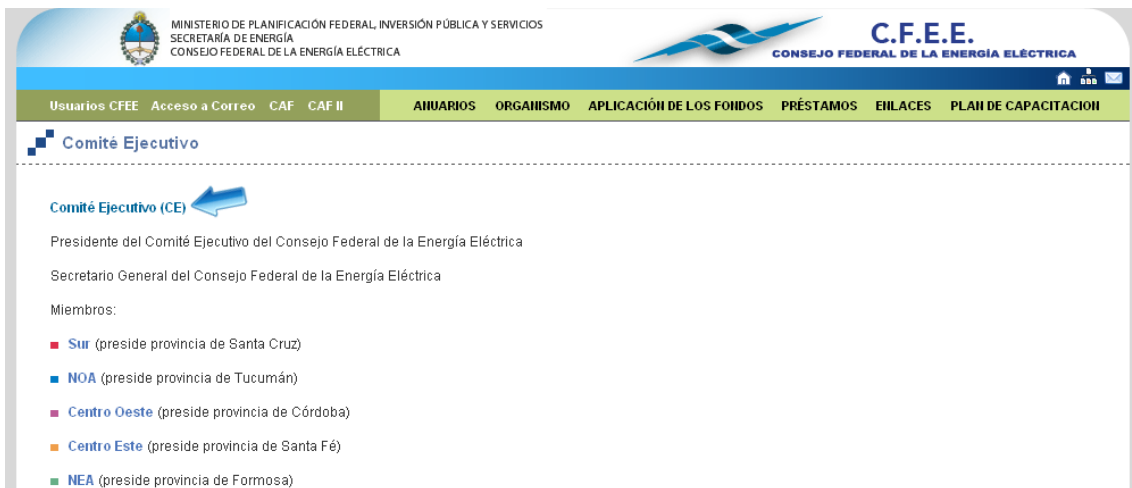 MINISTERIO DE PLANIFICACIÓN FEDERAL, INVERSIÓN PÚBLICA Y SERVICIOS
SECRETARÍA DE ENERGÍA
CONSEJO FEDERAL DE LA ENERGÍA ELÉCTRICA
C.F.E.E.
CONSEJO FEDERAL DE LA ENERGÍA ELÉCTRICA
Usuarios CFEE Acceso a Correo CAF CAF II ANUARIOS ORGANISMO APLICACIÓN DE LOS FONDOS PRÉSTAMOS ENLACES PLAN DE CAPACITACION
Comité Ejecutivo
Comité Ejecutivo (CE)
Presidente del Comité Ejecutivo del Consejo Federal de la Energía Eléctrica
Secretario General del Consejo Federal de la Energía Eléctrica
Miembros:
Sur (preside provincia de Santa Cruz)
NOA (preside provincia de Tucumán)
Centro Oeste (preside provincia de Córdoba)
Centro Este (preside provincia de Santa Fé)
NEA (preside provincia de Formosa)